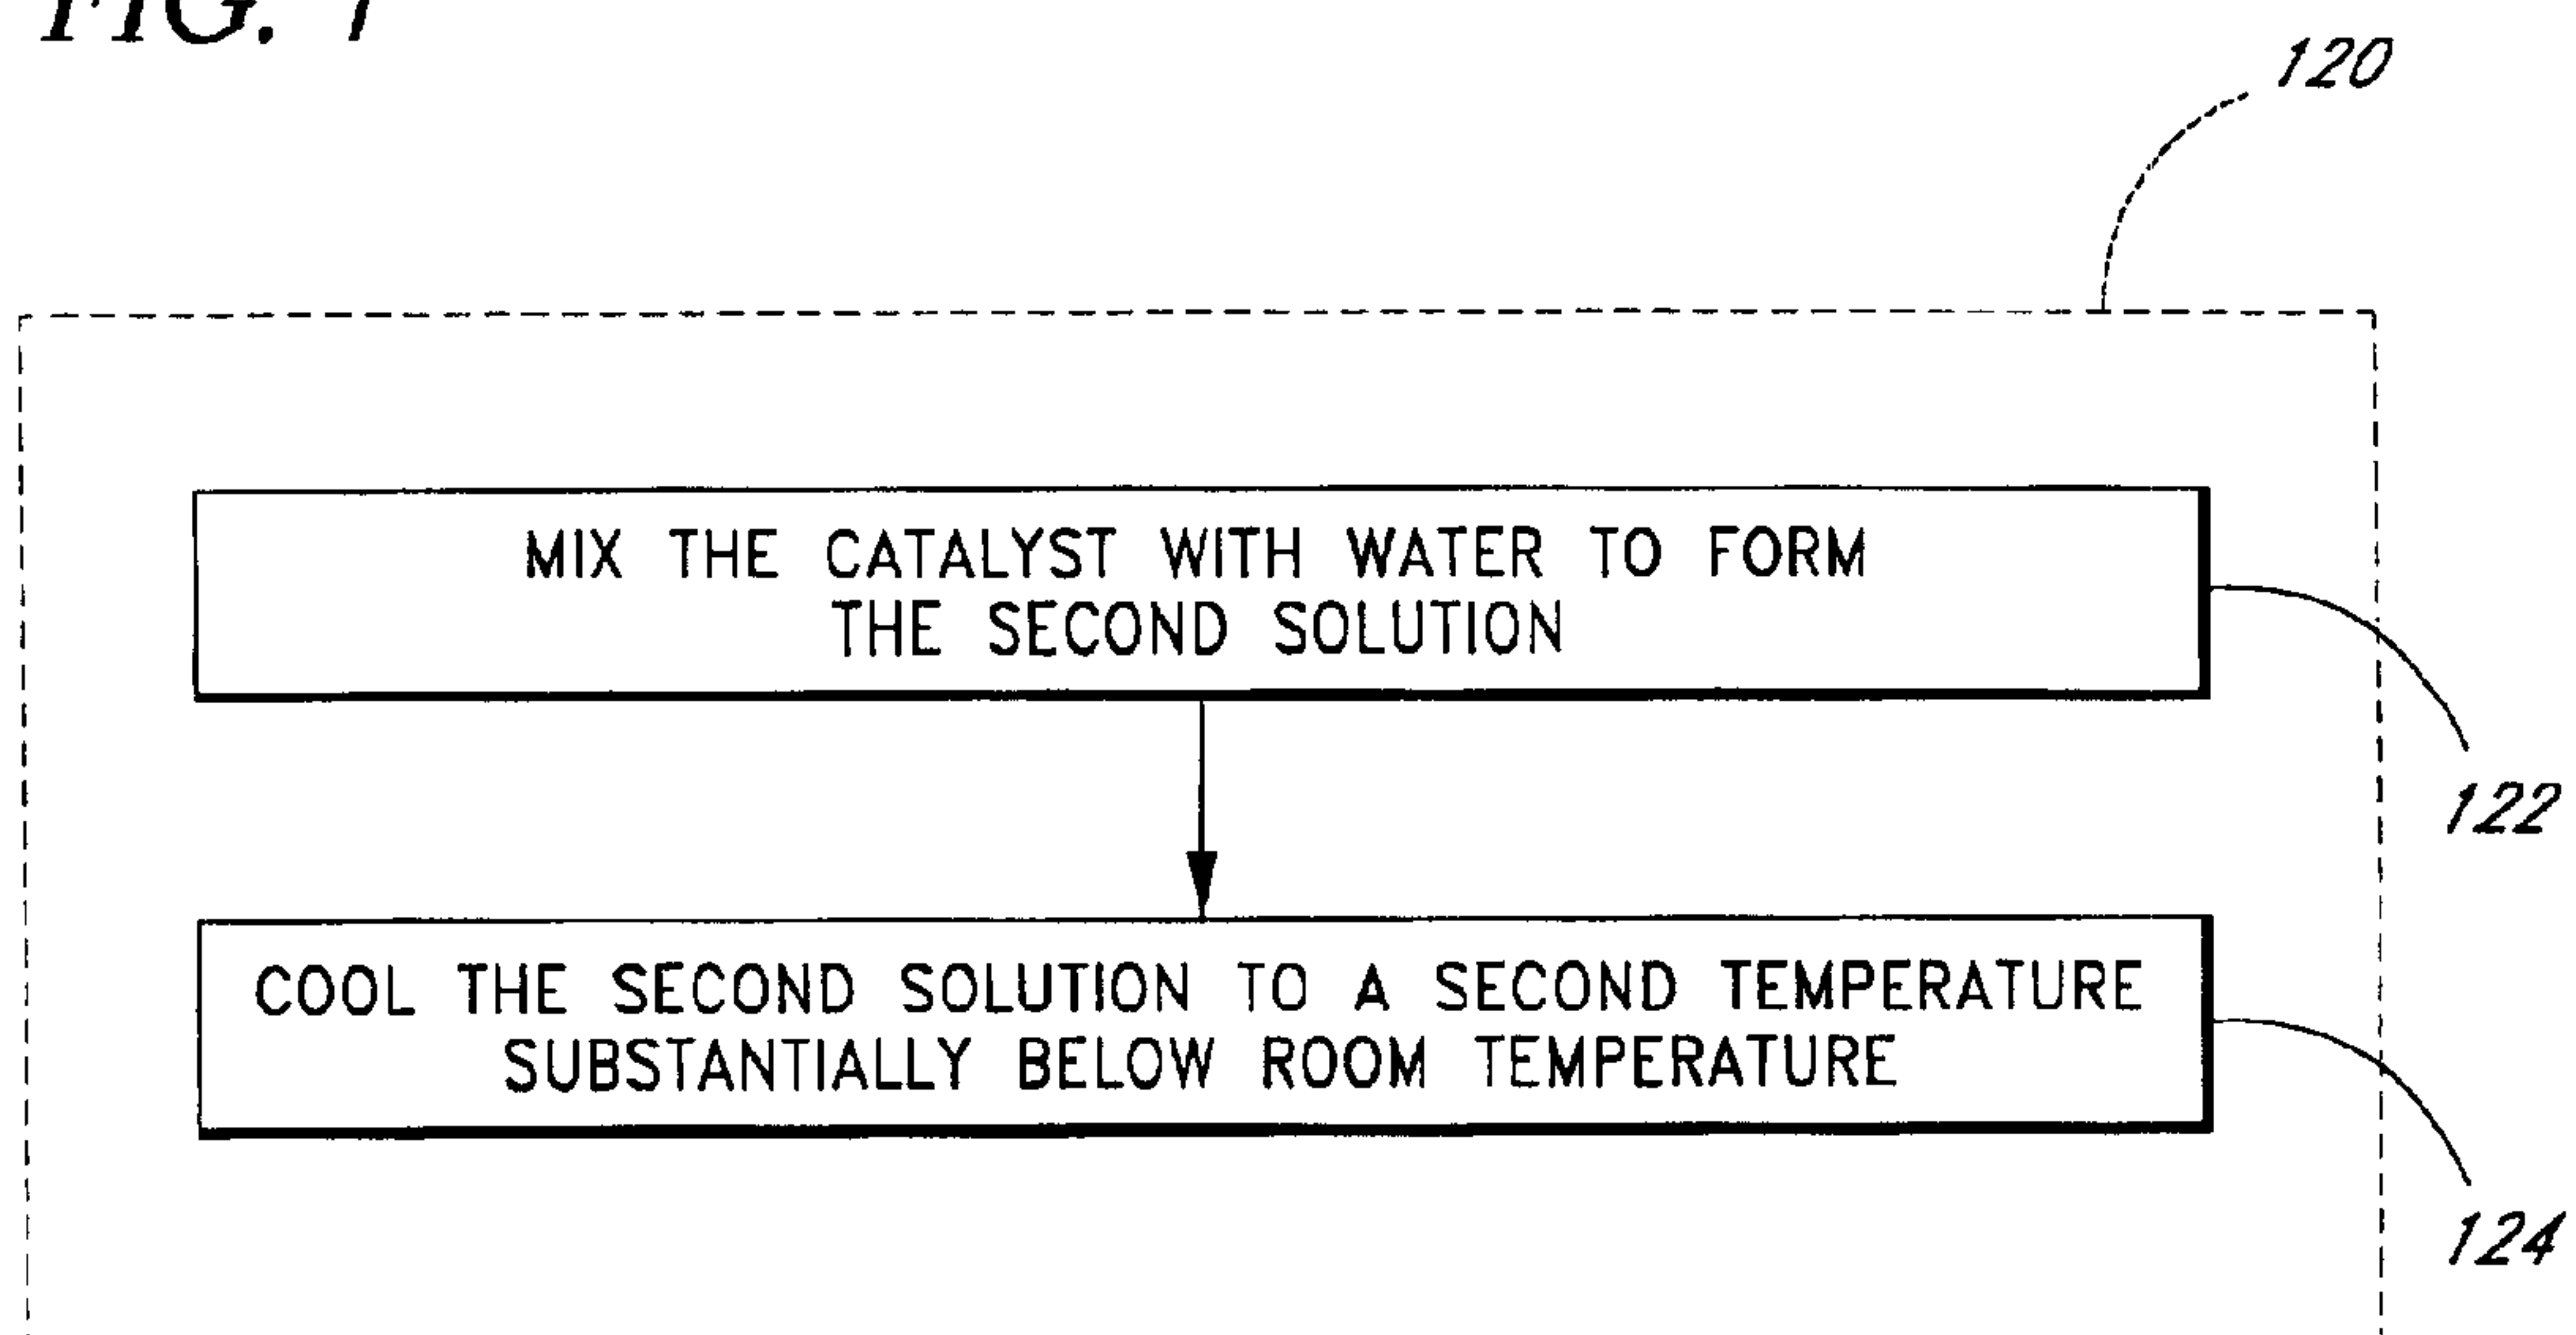 FIG.
120
MIX THE CATALYST WITH WATER TO FORM
THE SECOND SOLUTION
122
COOL THE SECOND SOLUTION TO A SECOND TEMPERATURE
SUBSTANTIALLY BELOW ROOM TEMPERATURE
124